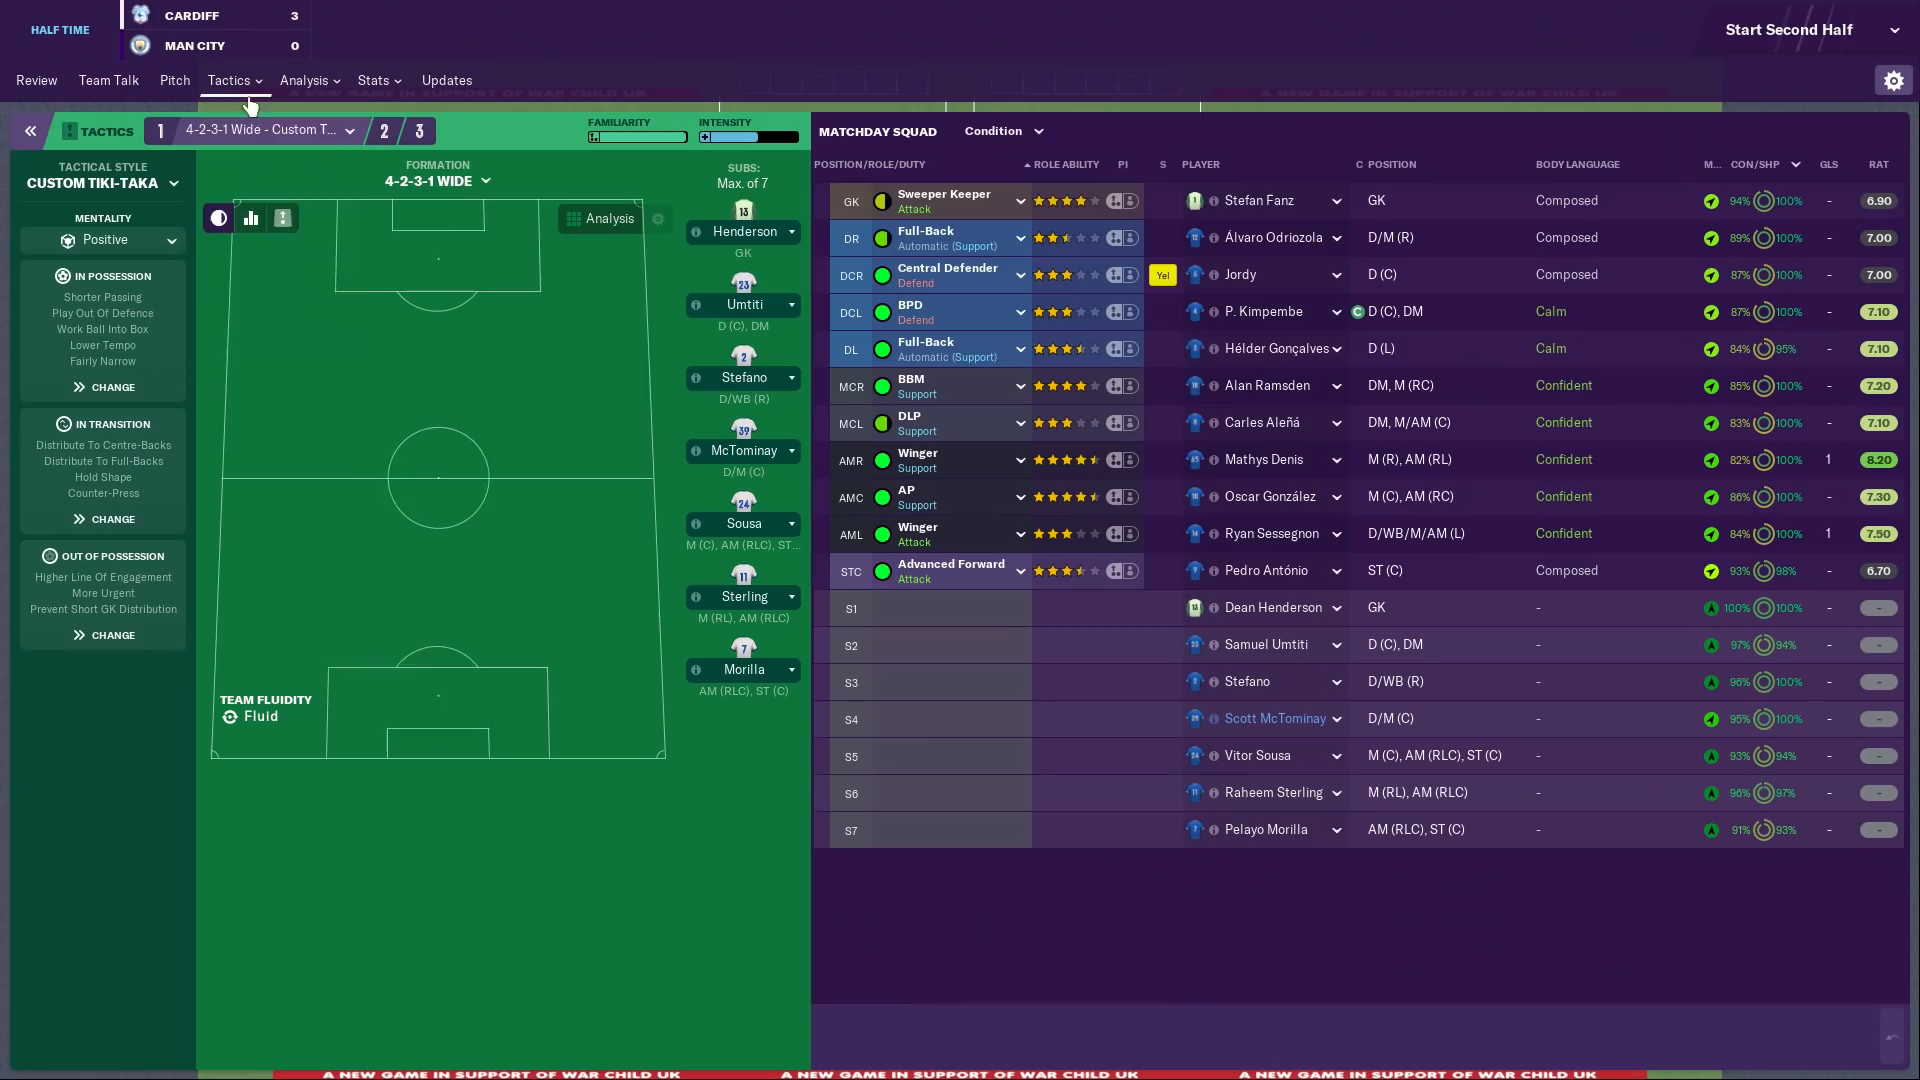 HALF TIME
CARDIFF 3
MAN CITY 0
Start Second Half
Review Team Talk Pitch Tactics Analysis Stats Updates
TACTICS 1 4-2-3-1 Wide - Custom T... 2 3
FAMILIARITY
INTENSITY
TACTICAL STYLE
CUSTOM TIKI-TAKA
MENTALITY
Positive
IN POSSESSION
Shorter Passing
Play Out Of Defence
Work Ball Into Box
Lower Tempo
Fairly Narrow
CHANGE
IN TRANSITION
Distribute To Centre-Backs
Distribute To Full-Backs
Hold Shape
Counter-Press
CHANGE
OUT OF POSSESSION
Higher Line Of Engagement
More Urgent
Prevent Short GK Distribution
CHANGE
FORMATION
4-2-3-1 WIDE
Analysis
TEAM FLUIDITY
Fluid
SUBS:
Max. of 7
13
Henderson
GK
23
Umtiti
D (C), DM
2
Stefano
D/WB (R)
39
McTominay
D/M (C)
24
Sousa
M (C), AM (RLC), ST...
11
Sterling
M (RL), AM (RLC)
7
Morilla
AM (RLC), ST (C)
MATCHDAY SQUAD Condition
POSITION/ROLE/DUTY ROLE ABILITY PI S PLAYER C POSITION BODY LANGUAGE M... CON/SHP GLS RAT
GK Sweeper Keeper Attack Stefan Fanz GK Composed 94% 100% - 6.90
DR Full-Back Automatic (Support) Álvaro Odriozola D/M (R) Composed 89% 100% - 7.00
DCR Central Defender Defend Yel Jordy D (C) Composed 87% 100% - 7.00
DCL BPD Defend P. Kimpembe C D (C), DM Calm 87% 100% - 7.10
DL Full-Back Automatic (Support) Hélder Gonçalves D (L) Calm 84% 95% - 7.10
MCR BBM Support Alan Ramsden DM, M (RC) Confident 85% 100% - 7.20
MCL DLP Support Carles Aleñá DM, M/AM (C) Confident 83% 100% - 7.10
AMR Winger Support Mathys Denis M (R), AM (RL) Confident 82% 100% 1 8.20
AMC AP Support Oscar González M (C), AM (RC) Confident 86% 100% - 7.30
AML Winger Attack Ryan Sessegnon D/WB/M/AM (L) Confident 84% 100% 1 7.50
STC Advanced Forward Attack Pedro António ST (C) Composed 93% 98% - 6.70
S1 Dean Henderson GK - 100% 100% - -
S2 Samuel Umtiti D (C), DM - 97% 94% - -
S3 Stefano D/WB (R) - 96% 100% - -
S4 Scott McTominay D/M (C) - 95% 100% - -
S5 Vitor Sousa M (C), AM (RLC), ST (C) - 93% 94% - -
S6 Raheem Sterling M (RL), AM (RLC) - 96% 97% - -
S7 Pelayo Morilla AM (RLC), ST (C) - 91% 93% - -
A NEW GAME IN SUPPORT OF WAR CHILD UK A NEW GAME IN SUPPORT OF WAR CHILD UK A NEW GAME IN SUPPORT OF WAR CHILD UK